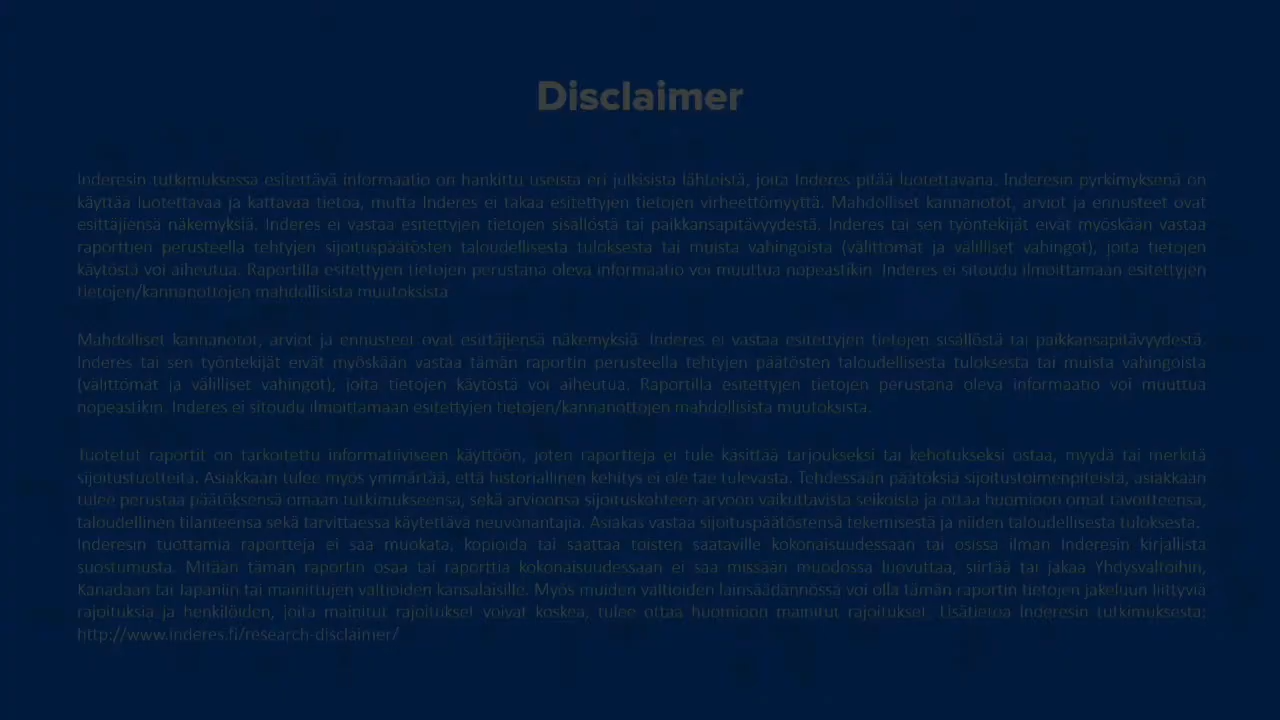 Disclaimer
Inderesin tutkimuksessa esitettävä informaatio on hankittu useista eri julkisista lähteistä, joita Inderes pitää luotettavana. Inderesin pyrkimyksenä on
käyttää luotettavaa ja kattavaa tietoa, mutta Inderes ei takaa esitettyjen tietojen virheettömyyttä. Mahdolliset kannanotot, arviot ja ennusteet ovat
esittäjiensä näkemyksiä. Inderes ei vastaa esitettyjen tietojen sisällöstä tai paikkansapitävyydestä. Inderes tai sen työntekijät eivät myöskään vastaa
raporttien perusteella tehtyjen sijoituspäätösten taloudellisesta tuloksesta tai muista vahingoista (välittömät ja välilliset vahingot), joita tietojen
käytöstä voi aiheutua. Raportilla esitettyjen tietojen perustana oleva informaatio voi muuttua nopeastikin. Inderes ei sitoudu ilmoittamaan esitettyjen
tietojen/kannanottojen mahdollisista muutoksista
Mahdolliset kannanotot, arviot ja ennusteet ovat esittäjiensä näkemyksiä. Inderes ei vastaa esitettyjen tietojen sisällöstä tai paikkansapitävyydestä.
Inderes tai sen työntekijät eivät myöskään vastaa tämän raportin perusteella tehtyjen päätösten taloudellisesta tuloksesta tai muista vahingoista
(välittömät ja välilliset vahingot), joita tietojen käytöstä voi aiheutua. Raportilla esitettyjen tietojen perustana oleva informaatio voi muuttua
nopeastikin. Inderes ei sitoudu ilmoittamaan esitettyjen tietojen/kannanottojen mahdollisista muutoksista.
Tuotetut raportit on tarkoitettu informatiiviseen käyttöön, joten raportteja ei tule käsittää tarjoukseksi tai kehotukseksi ostaa, myydä tai merkitä
sijoitustuotteita. Asiakkaan tulee myös ymmärtää, että historiallinen kehitys ei ole tae tulevasta. Tehdessään päätöksiä sijoitustoimenpiteistä, asiakkaan
tulee perustaa päätöksensä omaan tutkimukseensa, sekä arvioonsa sijoituskohteen arvoon vaikuttavista seikoista ja ottaa huomioon omat tavoitteensa,
taloudellinen tilanteensa sekä tarvittaessa käytettävä neuvonantajia. Asiakas vastaa sijoituspäätöstensä tekemisestä ja niiden taloudellisesta tuloksesta.
Inderesin tuottamia raportteja ei saa muokata, kopioida tai saattaa toisten saataville kokonaisuudessaan tai osissa ilman Inderesin kirjallista
suostumusta. Mitään tämän raportin osaa tai raporttia kokonaisuudessaan ei saa missään muodossa luovuttaa, siirtää tai jakaa Yhdysvaltoihin,
Kanadaan tai Japaniin tai mainittujen valtioiden kansalaisille. Myös muiden valtioiden lainsäädännössä voi olla tämän raportin tietojen jakeluun liittyviä
rajoituksia ja henkilöiden, joita mainitut rajoitukset voivat koskea, tulee ottaa huomioon mainitut rajoitukset. Lisätietoa Inderesin tutkimuksesta:
http://www.inderes.fi/research-disclaimer/